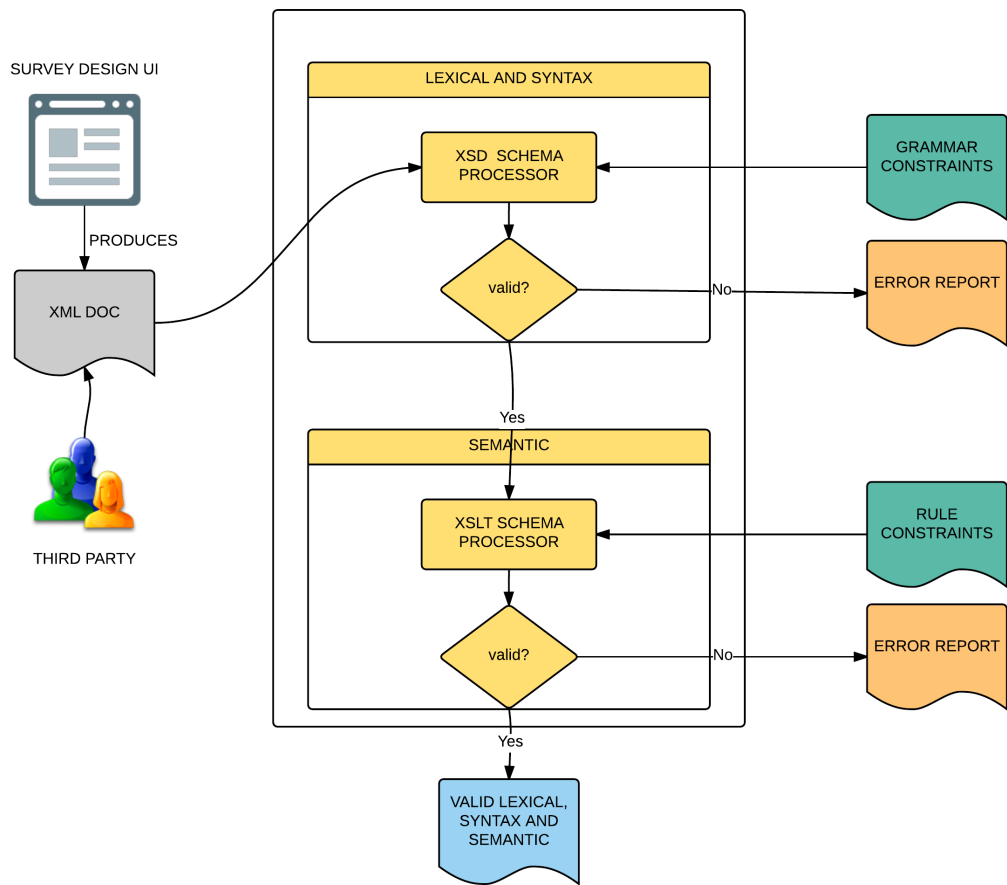 SURVEY DESIGN UI
PRODUCES
XML DOC
THIRD PARTY
LEXICAL AND SYNTAX
XSD SCHEMA
PROCESSOR
valid?
No
Yes
GRAMMAR
CONSTRAINTS
ERROR REPORT
SEMANTIC
XSLT SCHEMA
PROCESSOR
valid?
No
Yes
RULE
CONSTRAINTS
ERROR REPORT
VALID LEXICAL,
SYNTAX AND
SEMANTIC